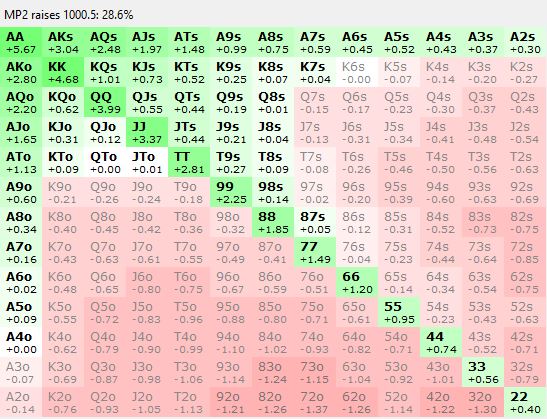 MP2 raises 1000.5: 28.6%
AA AKs AQs AJs ATs A9s A8s A7s A6s A5s A4s A3s A2s
+5.67 +3.04 +2.48 +1.97 +1.48 +0.99 +0.75 +0.59 +0.45 +0.52 +0.43 +0.37 +0.30
AKo KK KQs KJs KTs K9s K8s K7s K6s K5s K4s K3s K2s
+2.80 +4.68 +1.01 +0.73 +0.52 +0.25 +0.07 +0.04 -0.00 -0.07 -0.14 -0.20 -0.27
AQo KQo QQ QJs QTs Q9s Q8s Q7s Q6s Q5s Q4s Q3s Q2s
+2.20 +0.62 +3.99 +0.55 +0.44 +0.19 +0.01 -0.15 -0.17 -0.23 -0.30 -0.37 -0.43
AJo KJo QJo JJ JTs J9s J8s J7s J6s J5s J4s J3s J2s
+1.65 +0.31 +0.12 +3.37 +0.44 +0.21 +0.04 -0.13 -0.31 -0.34 -0.41 -0.48 -0.54
ATo KTo QTo JTo TT T9s T8s T7s T6s T5s T4s T3s T2s
+1.13 +0.09 +0.00 +0.01 +2.81 +0.27 +0.09 -0.08 -0.26 -0.46 -0.50 -0.56 -0.63
A9o K9o Q9o J9o T9o 99 98s 97s 96s 95s 94s 93s 92s
+0.60 -0.21 -0.26 -0.24 -0.18 +2.25 +0.14 -0.02 -0.20 -0.39 -0.60 -0.63 -0.69
A8o K8o Q8o J8o T8o 98o 88 87s 86s 85s 84s 83s 82s
+0.34 -0.40 -0.45 -0.42 -0.36 -0.32 +1.85 +0.05 -0.12 -0.31 -0.52 -0.73 -0.75
A7o K7o Q7o J7o T7o 97o 87o 77 76s 75s 74s 73s 72s
+0.16 -0.43 -0.63 -0.61 -0.55 -0.49 -0.41 +1.49 -0.04 -0.23 -0.44 -0.64 -0.85
A6o K6o Q6o J6o T6o 96o 86o 76o 66 65s 64s 63s 62s
+0.02 -0.48 -0.65 -0.80 -0.75 -0.67 -0.59 -0.51 +1.20 -0.14 -0.34 -0.54 -0.75
A5o K5o Q5o J5o T5o 95o 85o 75o 65o 55 54s 53s 52s
+0.09 -0.55 -0.72 -0.83 -0.96 -0.88 -0.80 -0.71 -0.61 +0.95 -0.23 -0.43 -0.63
A4o K4o Q4o J4o T4o 94o 84o 74o 64o 54o 44 43s 42s
+0.00 -0.62 -0.79 -0.90 -0.99 -1.10 -1.02 -0.93 -0.82 -0.71 +0.74 -0.52 -0.71
A3o K3o Q3o J3o T3o 93o 83o 73o 63o 53o 43o 33 32s
-0.07 -0.69 -0.87 -0.98 -1.06 -1.14 -1.24 -1.15 -1.04 -0.92 -1.01 +0.56 -0.79
A2o K2o Q2o J2o T2o 92o 82o 72o 62o 52o 42o 32o 22
-0.14 -0.76 -0.93 -1.05 -1.13 -1.21 -1.26 -1.37 -1.26 -1.14 -1.22 -1.30 +0.40